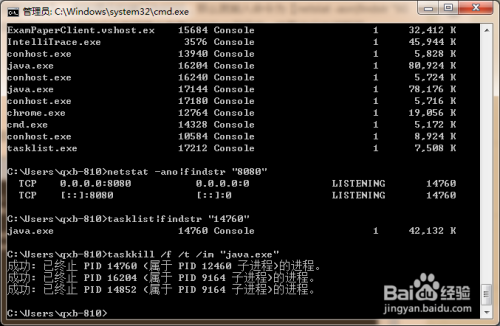 管理员: C:\Windows\system32\cmd.exe
ExamPaperClient.vshost.ex 15684 Console 1 32,412 K
IntelliTrace.exe 3576 Console 1 45,944 K
conhost.exe 13940 Console 1 5,828 K
java.exe 16204 Console 1 80,924 K
conhost.exe 16240 Console 1 5,724 K
java.exe 17144 Console 1 78,176 K
conhost.exe 17180 Console 1 5,716 K
chrome.exe 12764 Console 1 19,056 K
cmd.exe 14328 Console 1 5,172 K
conhost.exe 10584 Console 1 8,924 K
tasklist.exe 17212 Console 1 7,508 K
C:\Users\qxb-810>netstat -ano|findstr "8080"
TCP 0.0.0.0:8080 0.0.0.0:0 LISTENING 14760
TCP [::]:8080 [::]:0 LISTENING 14760
C:\Users\qxb-810>tasklist|findstr "14760"
java.exe 14760 Console 1 42,132 K
C:\Users\qxb-810>taskkill /f /t /im "java.exe"
成功: 已终止 PID 14760 (属于 PID 12460 子进程)的进程。
成功: 已终止 PID 16204 (属于 PID 9164 子进程)的进程。
成功: 已终止 PID 14852 (属于 PID 9164 子进程)的进程。
C:\Users\qxb-810>
Baidu经验
jingyan.baidu.com